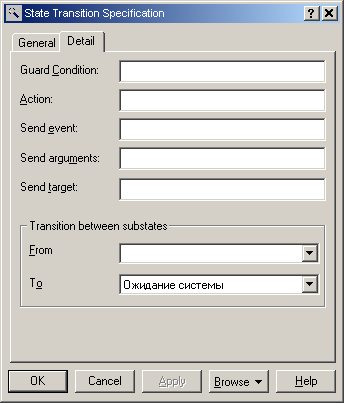 State Transition Specification
General Detail
Guard Condition:
Action:
Send event:
Send arguments:
Send target:
Transition between substates
From
To Ожидание системы
OK Cancel Apply Browse Help